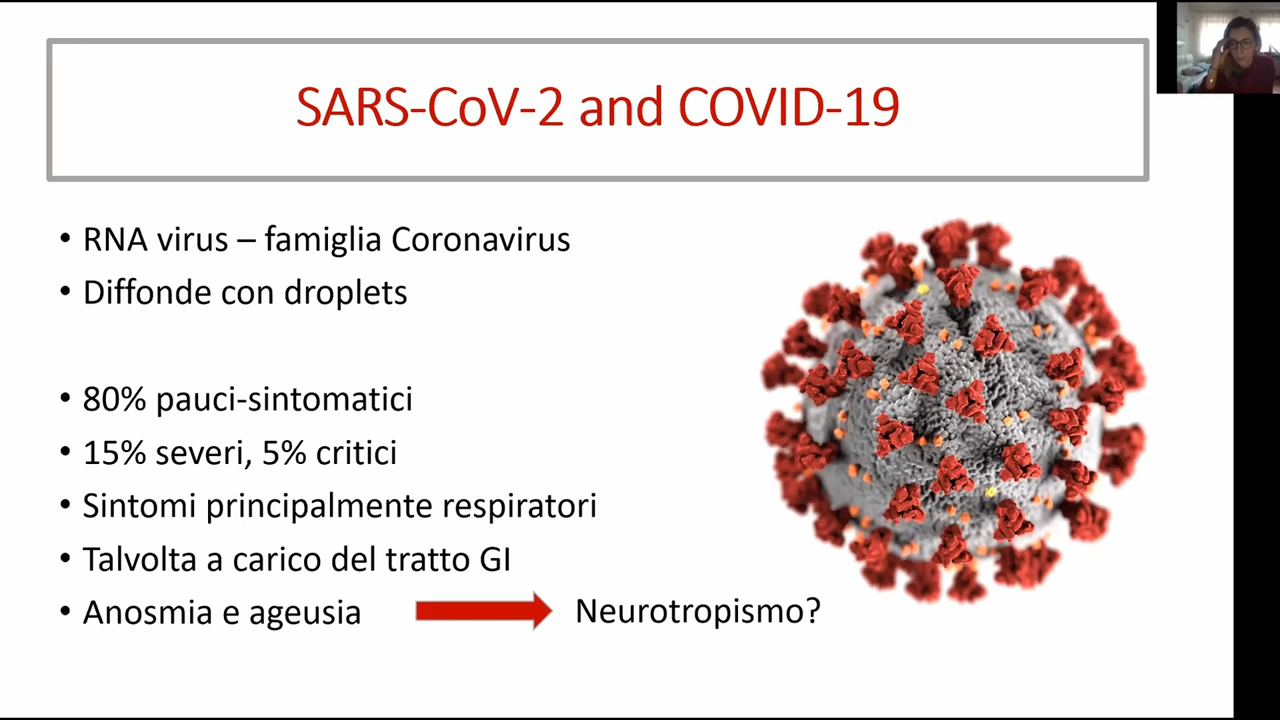 SARS-CoV-2 and COVID-19
• RNA virus – famiglia Coronavirus
• Diffonde con droplets
• 80% pauci-sintomatici
• 15% severi, 5% critici
• Sintomi principalmente respiratori
• Talvolta a carico del tratto GI
• Anosmia e ageusia
Neurotropismo?